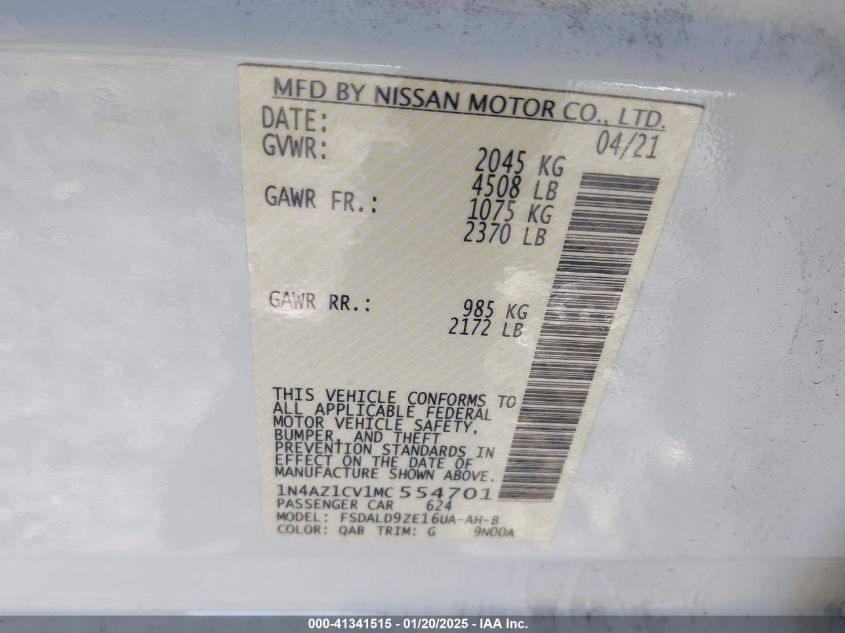 MFD BY NISSAN MOTOR CO., LTD.
DATE: 04/21
GVWR: 2045 KG
4508 LB
GAWR FR.: 1075 KG
2370 LB
GAWR RR.: 985 KG
2172 LB
THIS VEHICLE CONFORMS TO
ALL APPLICABLE FEDERAL
MOTOR VEHICLE SAFETY,
BUMPER, AND THEFT
PREVENTION STANDARDS IN
EFFECT ON THE DATE OF
MANUFACTURE SHOWN ABOVE.
1N4AZ1CV1MC554701
PASSENGER CAR 624
MODEL: FSDALD9ZE16UA-AH-8
COLOR: QAB TRIM: G 9N00A
000-41341515 - 01/20/2025 - IAA Inc.